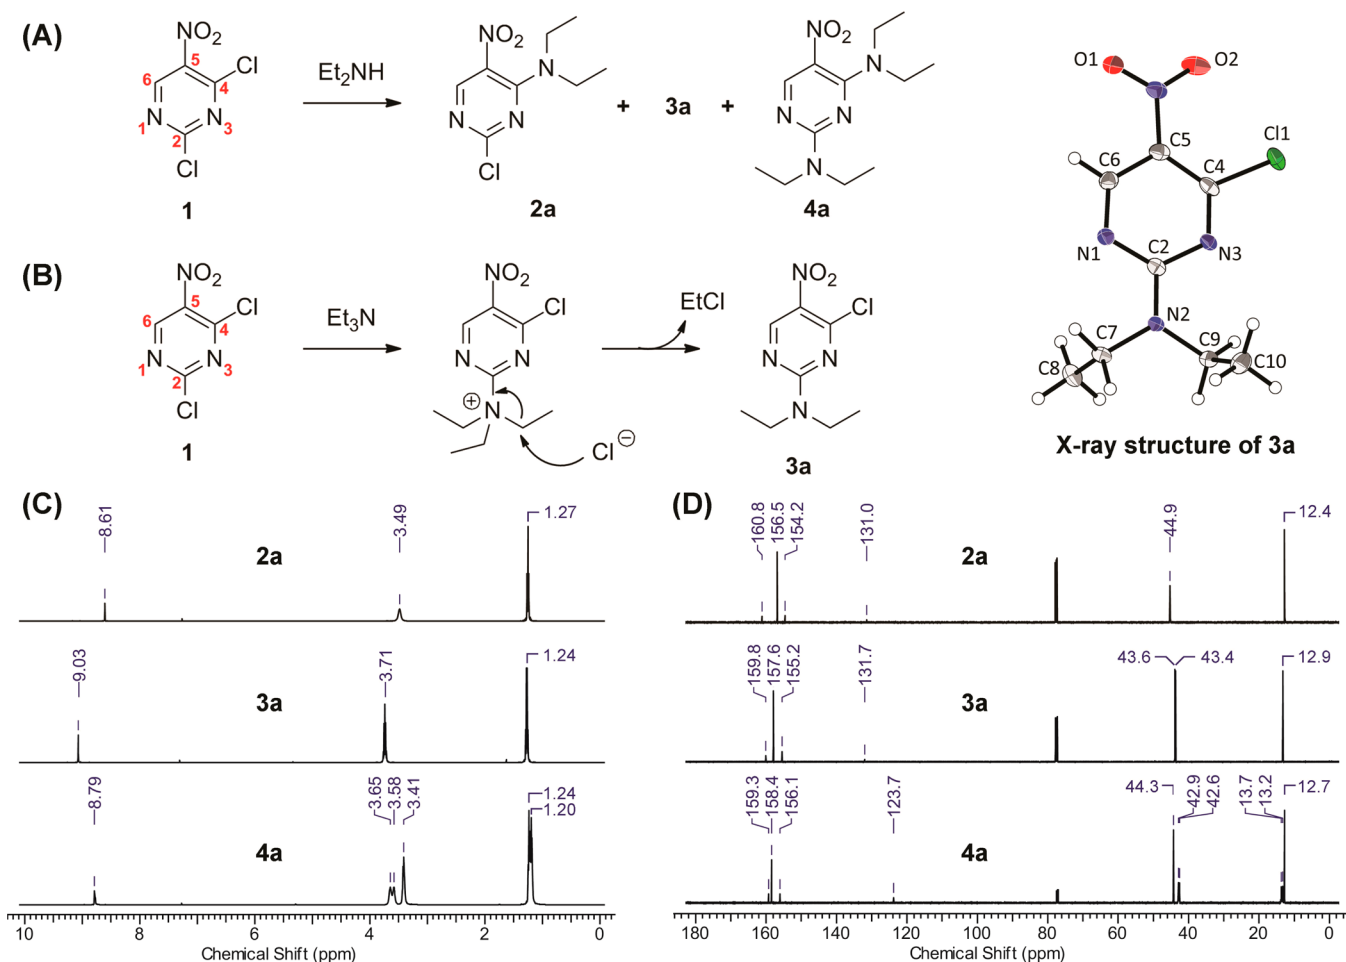 (A)
NO2
5
Cl
6
4
N
1
N
3
2
Cl
1
Et2NH
NO2
N
N
N
Cl
2a
+
3a
+
NO2
N
N
N
N
4a
O1
O2
Cl1
C5
C6
C4
N1
C2
N3
N2
C7
C9
C8
C10
X-ray structure of 3a
(B)
NO2
5
Cl
6
4
N
1
N
3
2
Cl
1
Et3N
NO2
Cl
N
N
⊕
N
Cl ⊖
EtCl
NO2
Cl
N
N
N
3a
(C)
8.61
3.49
1.27
2a
9.03
3.71
1.24
3a
8.79
3.65
3.58
3.41
1.24
1.20
4a
10 8 6 4 2 0
Chemical Shift (ppm)
(D)
160.8
156.5
154.2
131.0
44.9
12.4
2a
159.8
157.6
155.2
131.7
43.6
43.4
12.9
3a
159.3
158.4
156.1
123.7
44.3
42.9
42.6
13.7
13.2
12.7
4a
180 160 140 120 100 80 60 40 20 0
Chemical Shift (ppm)